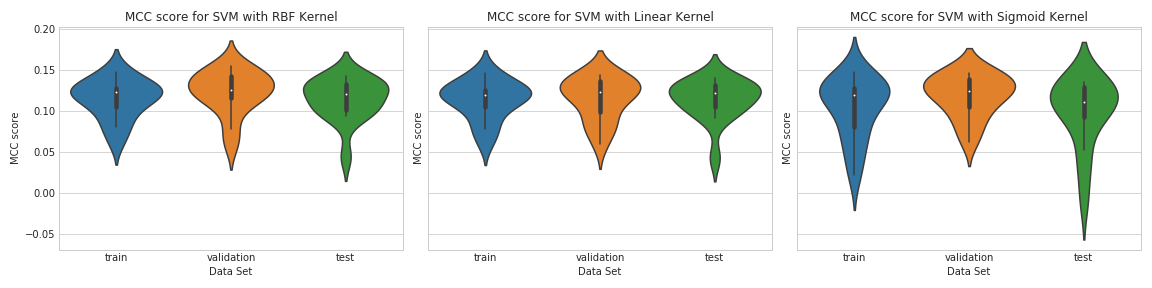 MCC score for SVM with RBF Kernel
MCC score
0.20
0.15
0.10
0.05
0.00
−0.05
train validation test
Data Set
MCC score for SVM with Linear Kernel
MCC score
train validation test
Data Set
MCC score for SVM with Sigmoid Kernel
MCC score
train validation test
Data Set